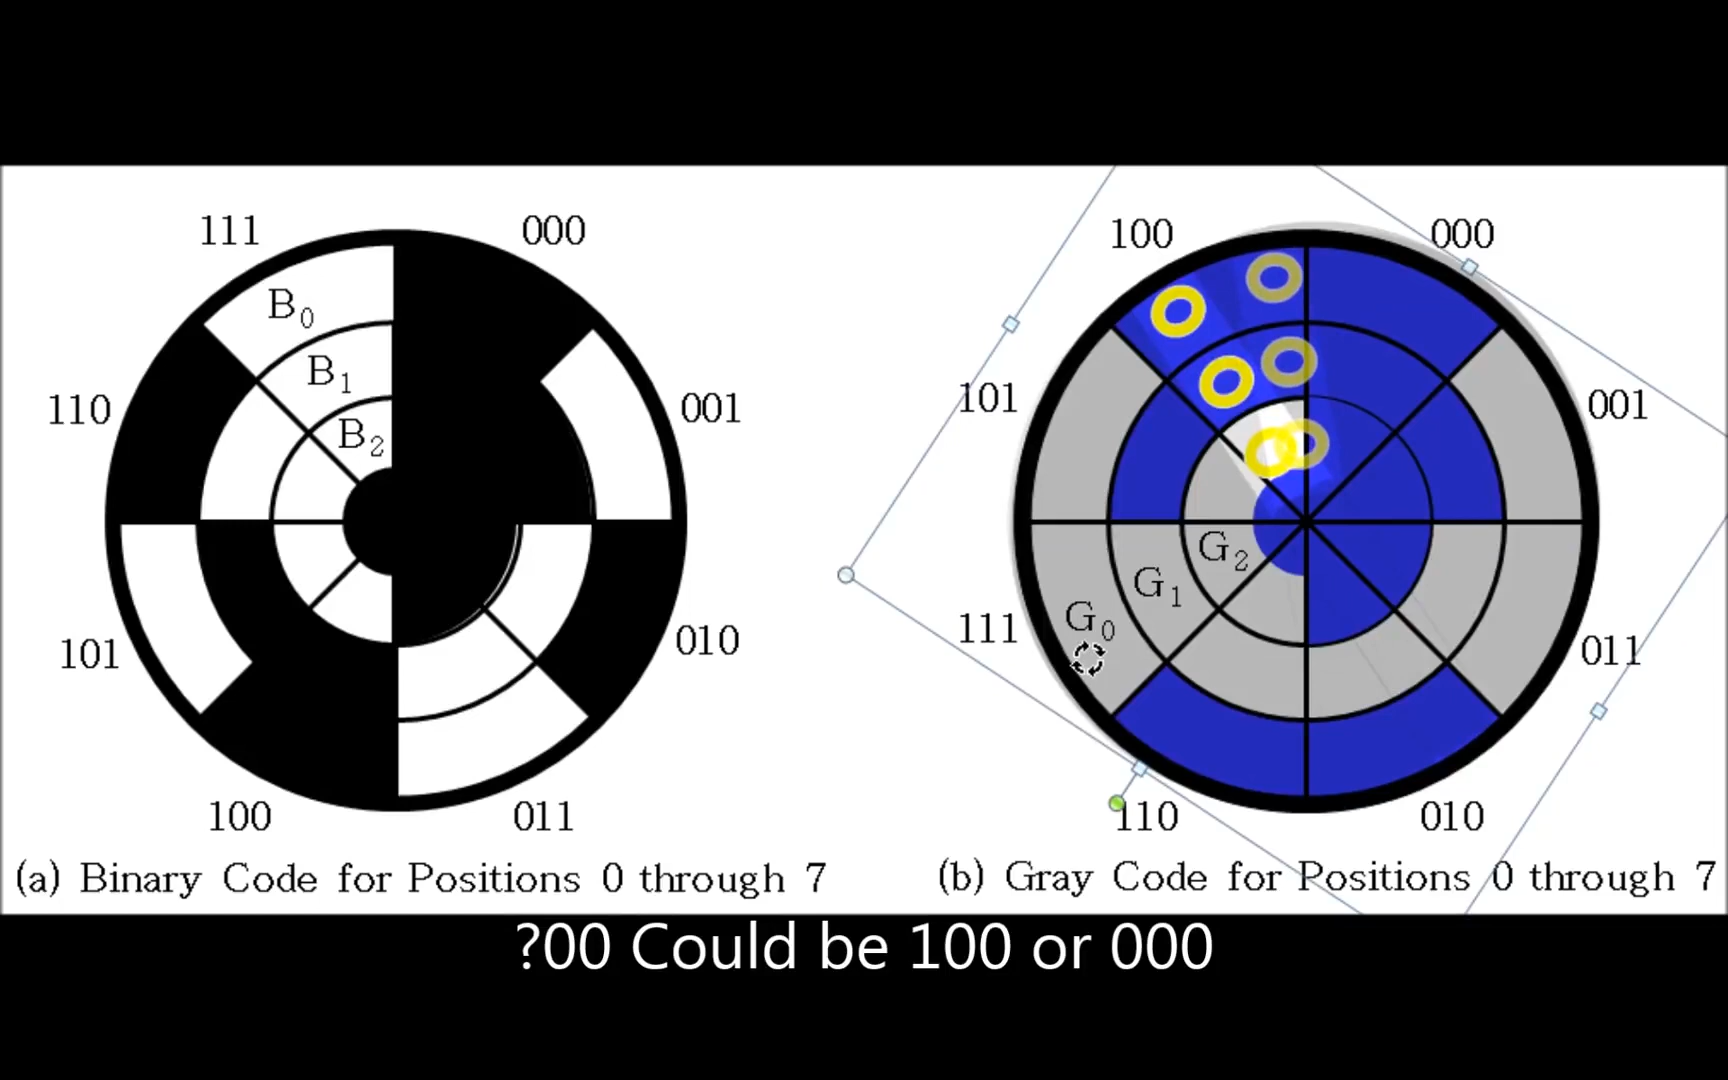 111
000
B0
B1
B2
110
001
101
010
100
011
(a) Binary Code for Positions 0 through 7
100
000
101
001
G2
G1
G0
111
011
110
010
(b) Gray Code for Positions 0 through 7
?00 Could be 100 or 000